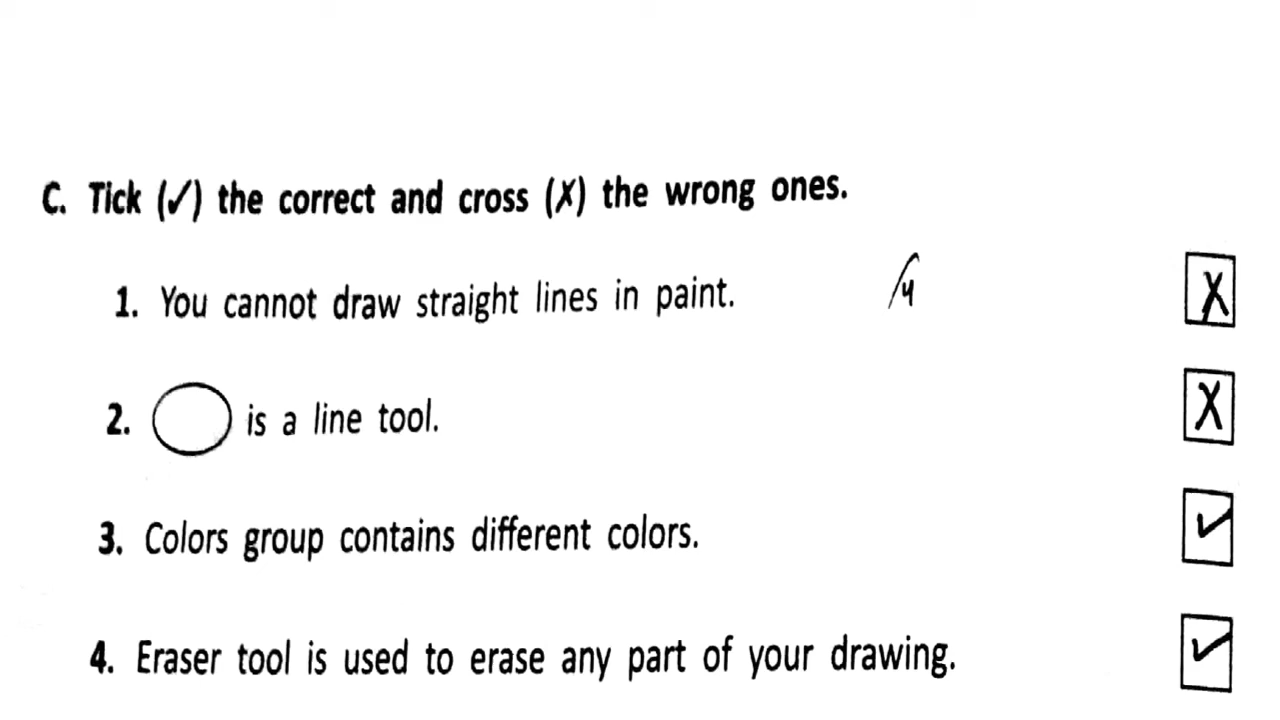 C. Tick (✓) the correct and cross (✗) the wrong ones.
1. You cannot draw straight lines in paint. ✗
2. ◯ is a line tool. ✗
3. Colors group contains different colors. ✓
4. Eraser tool is used to erase any part of your drawing. ✓